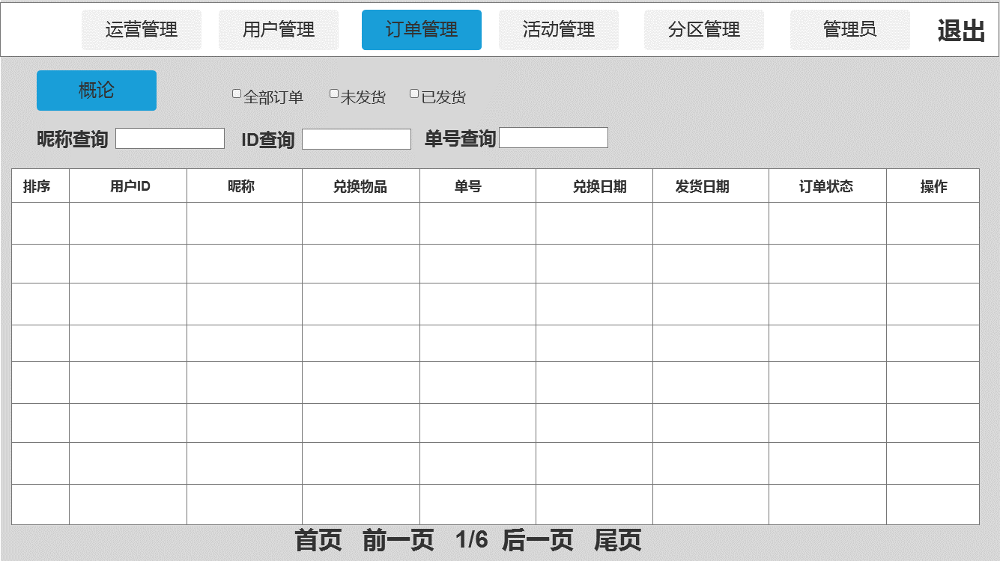 运营管理 用户管理 订单管理 活动管理 分区管理 管理员 退出
概论 全部订单 未发货 已发货
昵称查询 ID查询 单号查询
排序 用户ID 昵称 兑换物品 单号 兑换日期 发货日期 订单状态 操作
首页 前一页 1/6 后一页 尾页